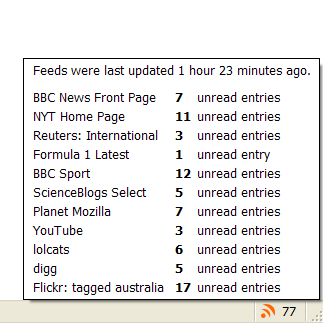 Feeds were last updated 1 hour 23 minutes ago.
BBC News Front Page 7 unread entries
NYT Home Page 11 unread entries
Reuters: International 3 unread entries
Formula 1 Latest 1 unread entry
BBC Sport 12 unread entries
ScienceBlogs Select 5 unread entries
Planet Mozilla 7 unread entries
YouTube 3 unread entries
lolcats 6 unread entries
digg 5 unread entries
Flickr: tagged australia 17 unread entries
77